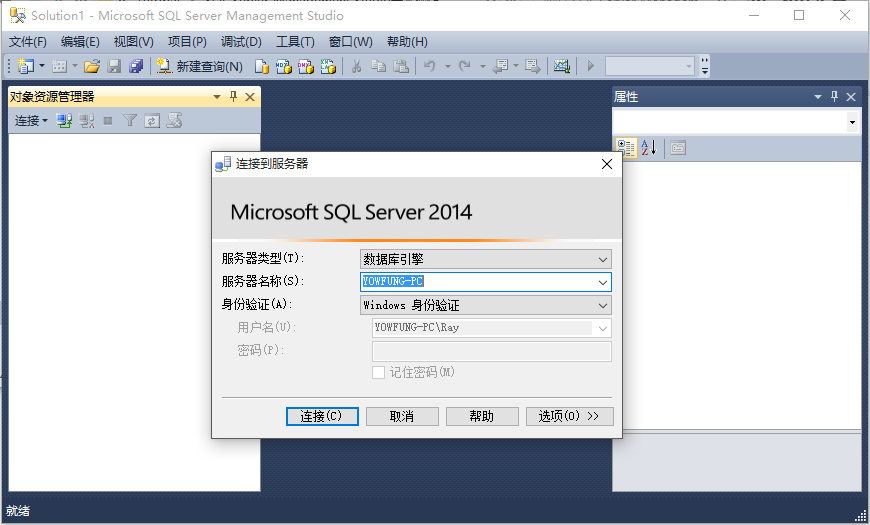 Solution1 - Microsoft SQL Server Management Studio
文件(F) 编辑(E) 视图(V) 项目(P) 调试(D) 工具(T) 窗口(W) 帮助(H)
新建查询(N)
对象资源管理器
连接
属性
连接到服务器
Microsoft SQL Server 2014
服务器类型(T): 数据库引擎
服务器名称(S): YOWFUNG-PC
身份验证(A): Windows 身份验证
用户名(U): YOWFUNG-PC\Ray
密码(P):
记住密码(M)
连接(C) 取消 帮助 选项(O) >>
就绪